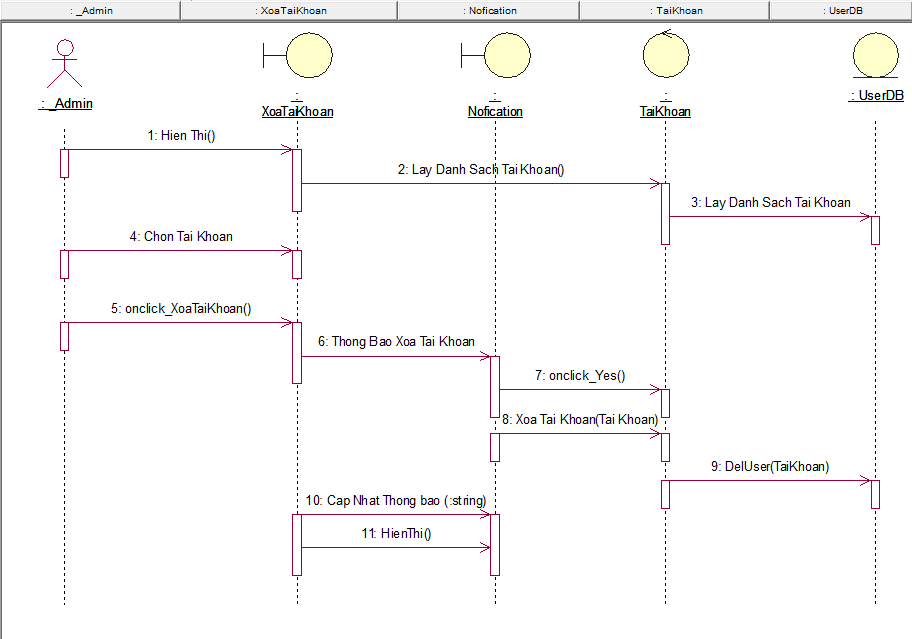 : _Admin
: XoaTaiKhoan
: Nofication
: TaiKhoan
: UserDB
: _Admin
:
XoaTaiKhoan
:
Nofication
:
TaiKhoan
: UserDB
1: Hien Thi()
2: Lay Danh Sach Tai Khoan()
3: Lay Danh Sach Tai Khoan
4: Chon Tai Khoan
5: onclick_XoaTaiKhoan()
6: Thong Bao Xoa Tai Khoan
7: onclick_Yes()
8: Xoa Tai Khoan(Tai Khoan)
9: DelUser(TaiKhoan)
10: Cap Nhat Thong bao (:string)
11: HienThi()